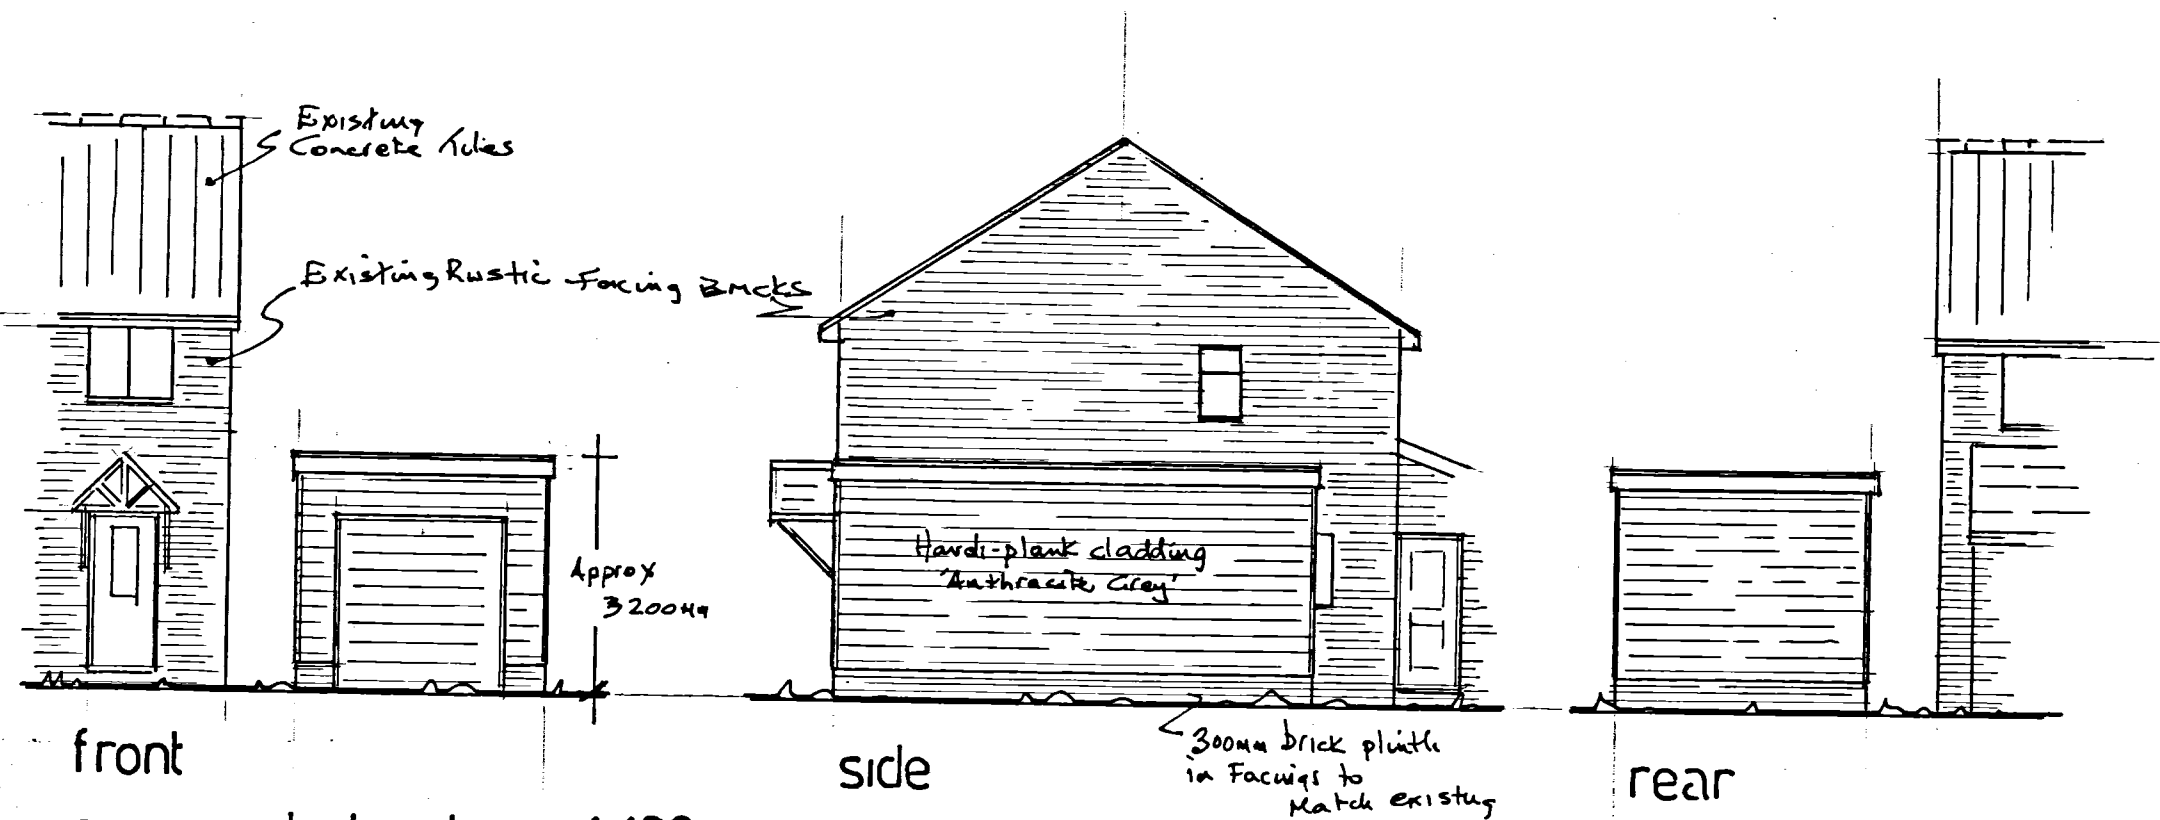 Existing
Concrete Tiles
Existing Rustic Facing Bricks
Approx
3200mm
Hardi-plank cladding
'Anthracite Grey'
300mm brick plinth
in Facings to
Match existing
front
side
rear